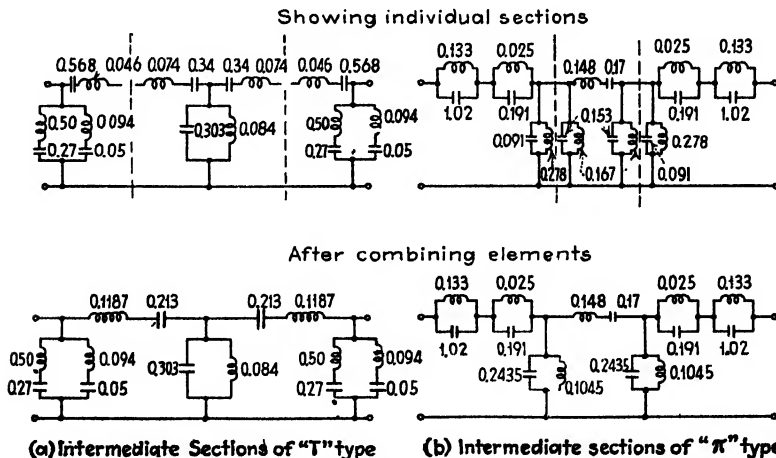 Showing individual sections
0.568 0.046 0.074 0.34 0.34 0.074 0.046 0.568
0.50 0.094 0.303 0.084 0.50 0.094
0.27 0.05 0.27 0.05
0.133 0.025 0.148 0.17 0.025 0.133
1.02 0.191 0.153 0.191 1.02
0.091 0.278
0.278 0.167 0.091
After combining elements
0.1187 0.213 0.213 0.1187
0.50 0.094 0.303 0.084 0.50 0.094
0.27 0.05 0.27 0.05
0.133 0.025 0.148 0.17 0.025 0.133
1.02 0.191 0.191 1.02
0.2435 0.1045 0.2435 0.1045
(a) Intermediate Sections of "T" type
(b) Intermediate sections of "π" type